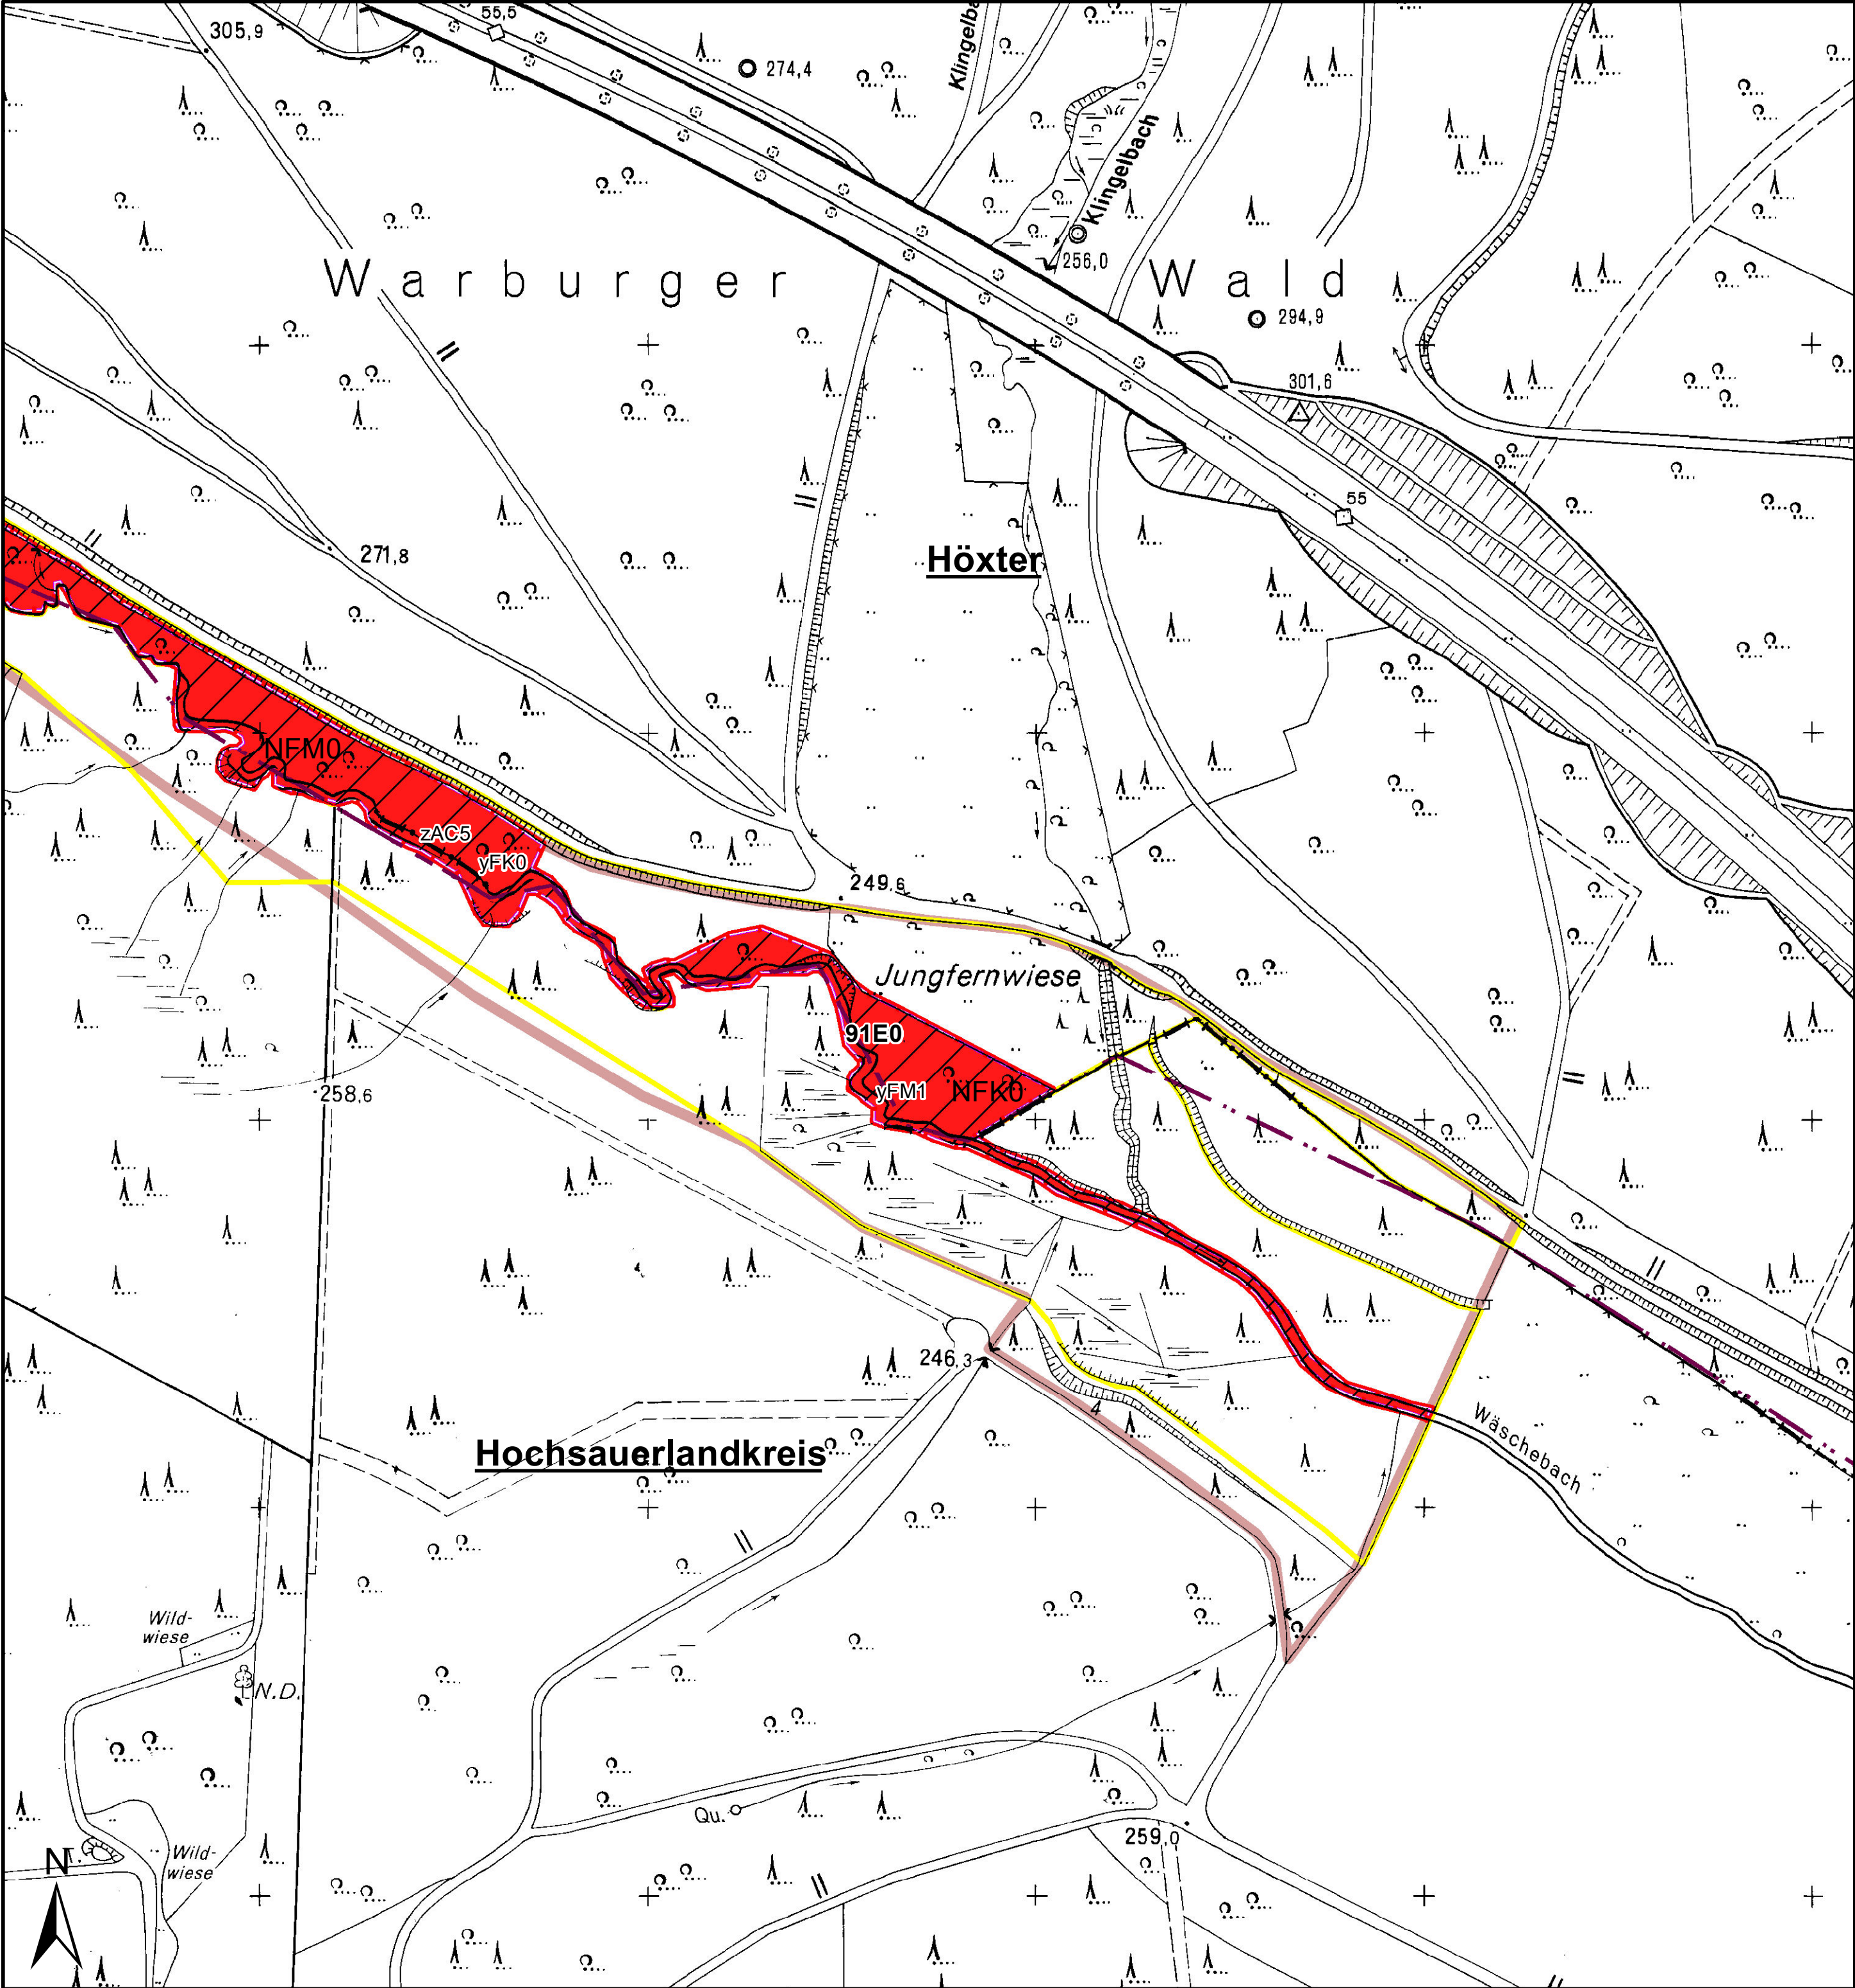 305,9
55,5
274,4
Klingelba
Klingelbach
256,0
Warburger Wald
294,9
301,6
55
271,8
Höxter
NFM0
zAC5
yFK0
249,6
Jungfernwiese
91E0
yFM1
NFK0
258,6
246,3
4
Wäschebach
Hochsauerlandkreis
Wild-
wiese
N.D.
Qu.
259,0
Wild-
wiese
N